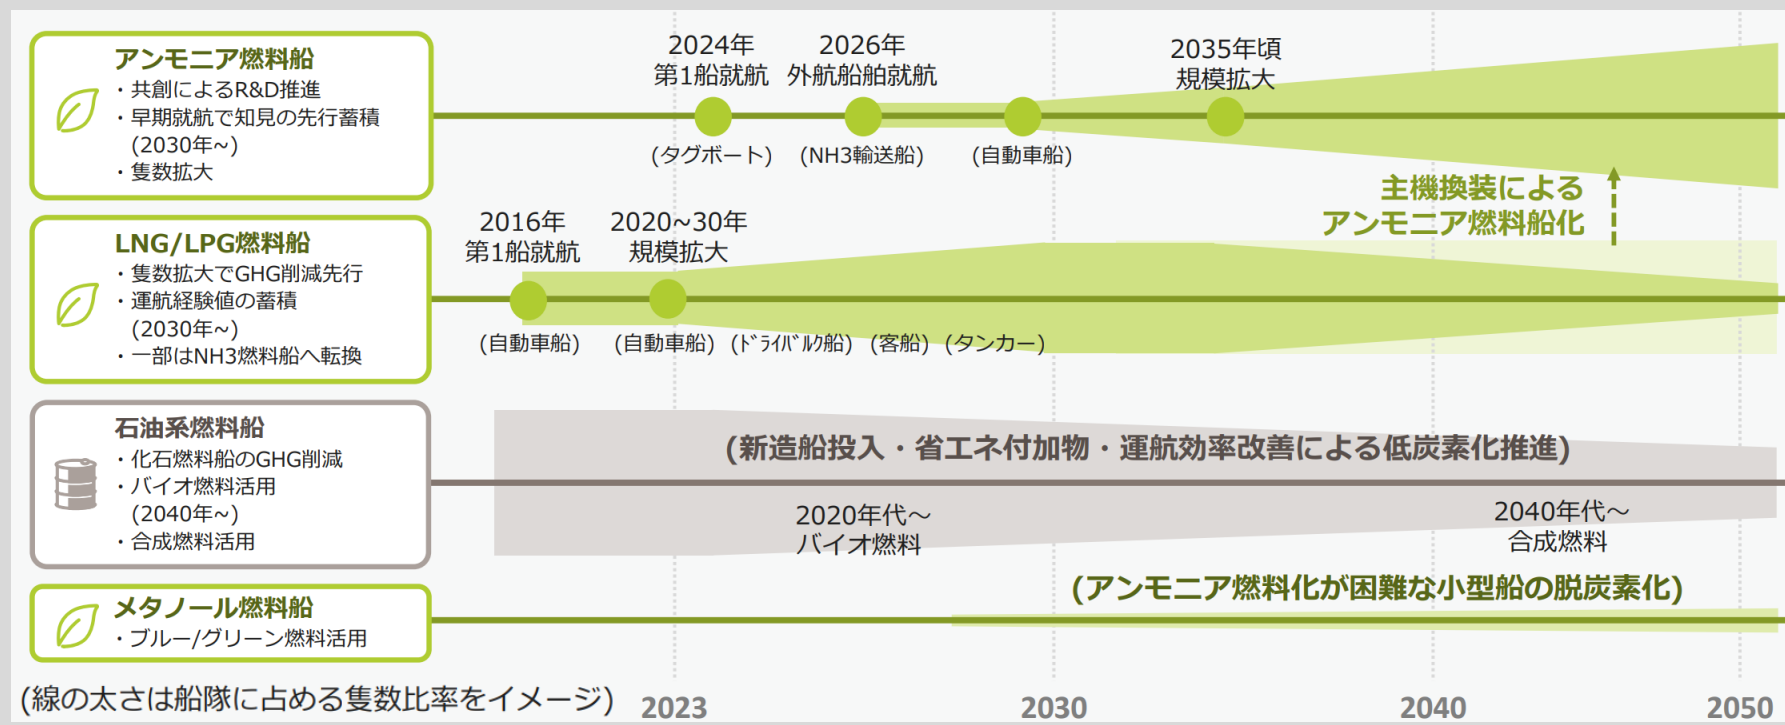 アンモニア燃料船
・共創によるR&D推進
・早期就航で知見の先行蓄積
(2030年~)
・隻数拡大
2024年
第1船就航
2026年
外航船舶就航
2035年頃
規模拡大
(タグボート)
(NH3輸送船)
(自動車船)
主機換装による
アンモニア燃料船化
LNG/LPG燃料船
・隻数拡大でGHG削減先行
・運航経験値の蓄積
(2030年~)
・一部はNH3燃料船へ転換
2016年
第1船就航
2020~30年
規模拡大
(自動車船)
(自動車船)
(ﾄﾞﾗｲﾊﾞﾙｸ船)
(客船)
(タンカー)
石油系燃料船
・化石燃料船のGHG削減
・バイオ燃料活用
(2040年~)
・合成燃料活用
(新造船投入・省エネ付加物・運航効率改善による低炭素化推進)
2020年代～
バイオ燃料
2040年代～
合成燃料
メタノール燃料船
・ブルー/グリーン燃料活用
(アンモニア燃料化が困難な小型船の脱炭素化)
(線の太さは船隊に占める隻数比率をイメージ)
2023
2030
2040
2050